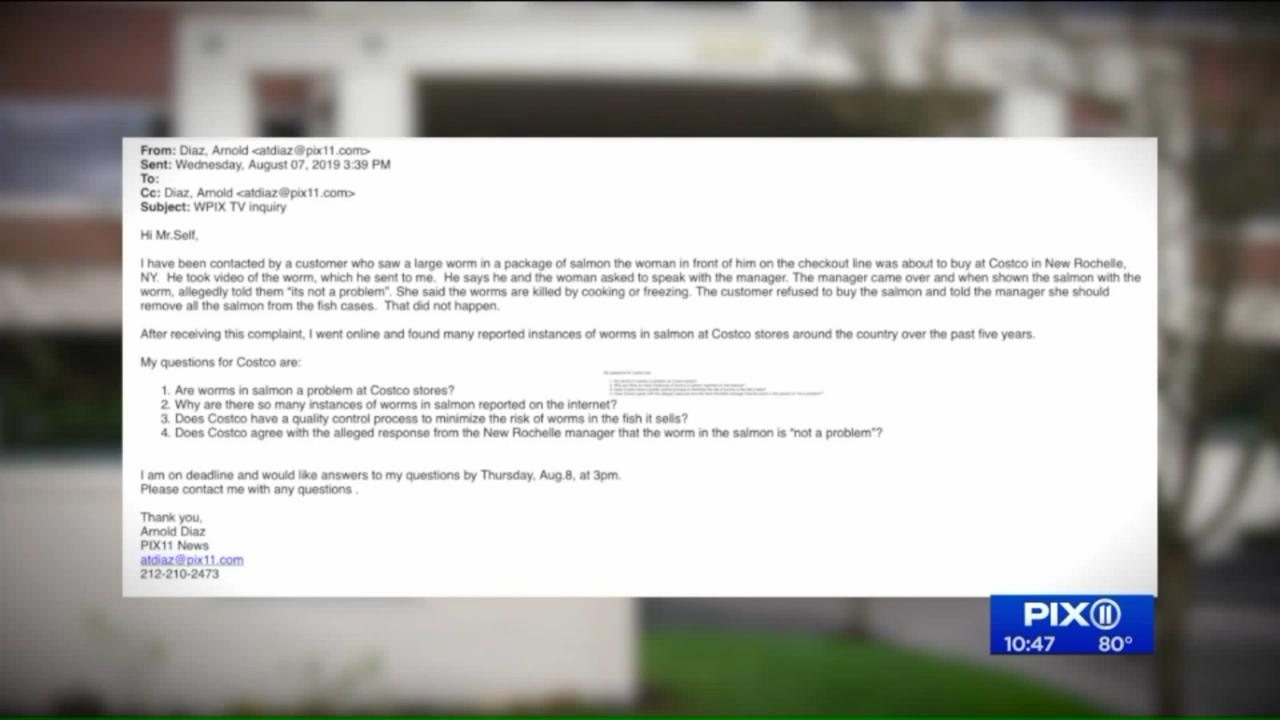 From: Diaz, Arnold <atdiaz@pix11.com>
Sent: Wednesday, August 07, 2019 3:39 PM
To:
Cc: Diaz, Arnold <atdiaz@pix11.com>
Subject: WPIX TV inquiry
Hi Mr.Self,
I have been contacted by a customer who saw a large worm in a package of salmon the woman in front of him on the checkout line was about to buy at Costco in New Rochelle,
NY.  He took video of the worm, which he sent to me.  He says he and the woman asked to speak with the manager. The manager came over and when shown the salmon with the
worm, allegedly told them "its not a problem". She said the worms are killed by cooking or freezing. The customer refused to buy the salmon and told the manager she should
remove all the salmon from the fish cases.  That did not happen.
After receiving this complaint, I went online and found many reported instances of worms in salmon at Costco stores around the country over the past five years.
My questions for Costco are:
1. Are worms in salmon a problem at Costco stores?
2. Why are there so many instances of worms in salmon reported on the internet?
3. Does Costco have a quality control process to minimize the risk of worms in the fish it sells?
4. Does Costco agree with the alleged response from the New Rochelle manager that the worm in the salmon is "not a problem"?
I am on deadline and would like answers to my questions by Thursday, Aug.8, at 3pm.
Please contact me with any questions .
Thank you,
Arnold Diaz
PIX11 News
atdiaz@pix11.com
212-210-2473
PIX11
10:47 80°